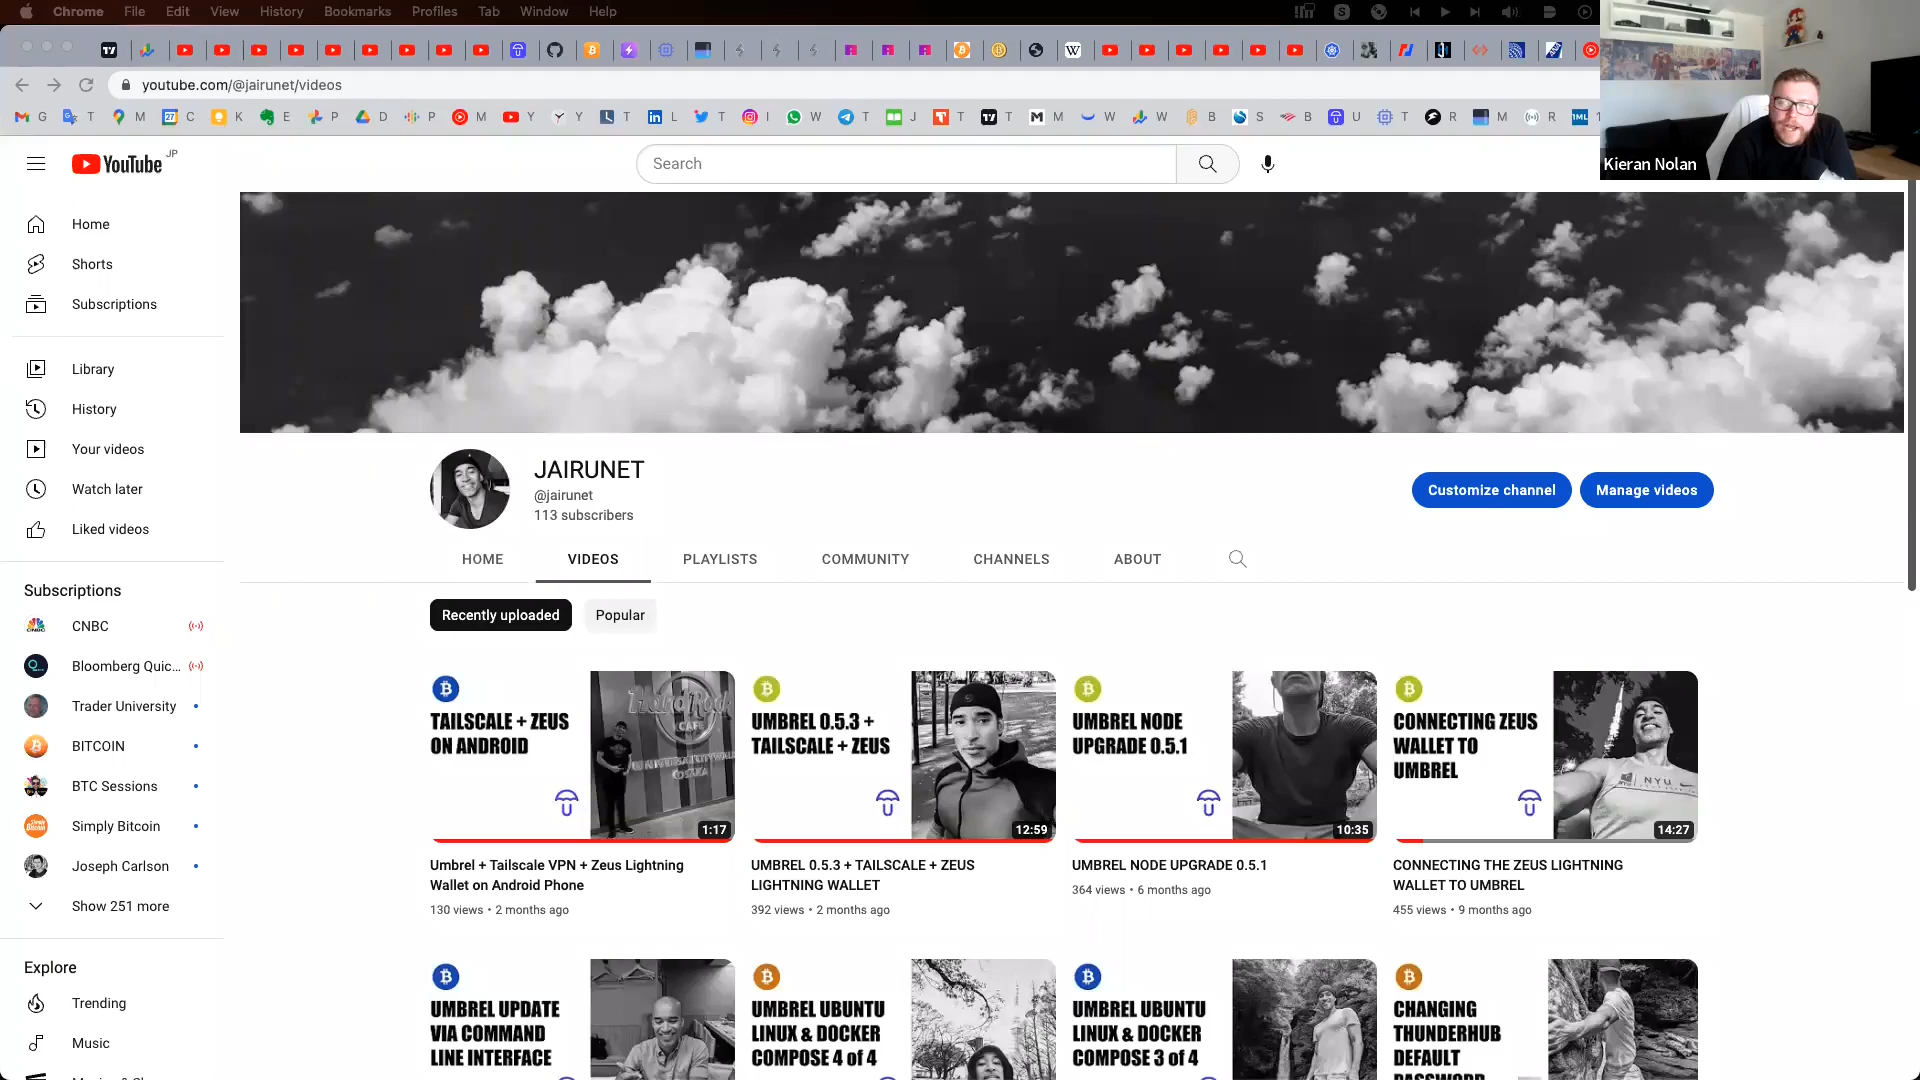 Chrome File Edit View History Bookmarks Profiles Tab Window Help
youtube.com/@jairunet/videos
G T M C K E P D P M Y Y T L T I W T J T T M W W B S B U T R M R 1ML
Kieran Nolan
YouTube JP
Search
Home
Shorts
Subscriptions
Library
History
Your videos
Watch later
Liked videos
Subscriptions
CNBC
Bloomberg Quic...
Trader University
BITCOIN
BTC Sessions
Simply Bitcoin
Joseph Carlson
Show 251 more
Explore
Trending
Music
JAIRUNET
@jairunet
113 subscribers
Customize channel
Manage videos
HOME VIDEOS PLAYLISTS COMMUNITY CHANNELS ABOUT
Recently uploaded
Popular
TAILSCALE + ZEUS
ON ANDROID
1:17
Umbrel + Tailscale VPN + Zeus Lightning
Wallet on Android Phone
130 views • 2 months ago
UMBREL 0.5.3 +
TAILSCALE + ZEUS
12:59
UMBREL 0.5.3 + TAILSCALE + ZEUS
LIGHTNING WALLET
392 views • 2 months ago
UMBREL NODE
UPGRADE 0.5.1
10:35
UMBREL NODE UPGRADE 0.5.1
364 views • 6 months ago
CONNECTING ZEUS
WALLET TO
UMBREL
NYU
14:27
CONNECTING THE ZEUS LIGHTNING
WALLET TO UMBREL
455 views • 9 months ago
UMBREL UPDATE
VIA COMMAND
LINE INTERFACE
UMBREL UBUNTU
LINUX & DOCKER
COMPOSE 4 of 4
UMBREL UBUNTU
LINUX & DOCKER
COMPOSE 3 of 4
CHANGING
THUNDERHUB
DEFAULT
PASSWORD